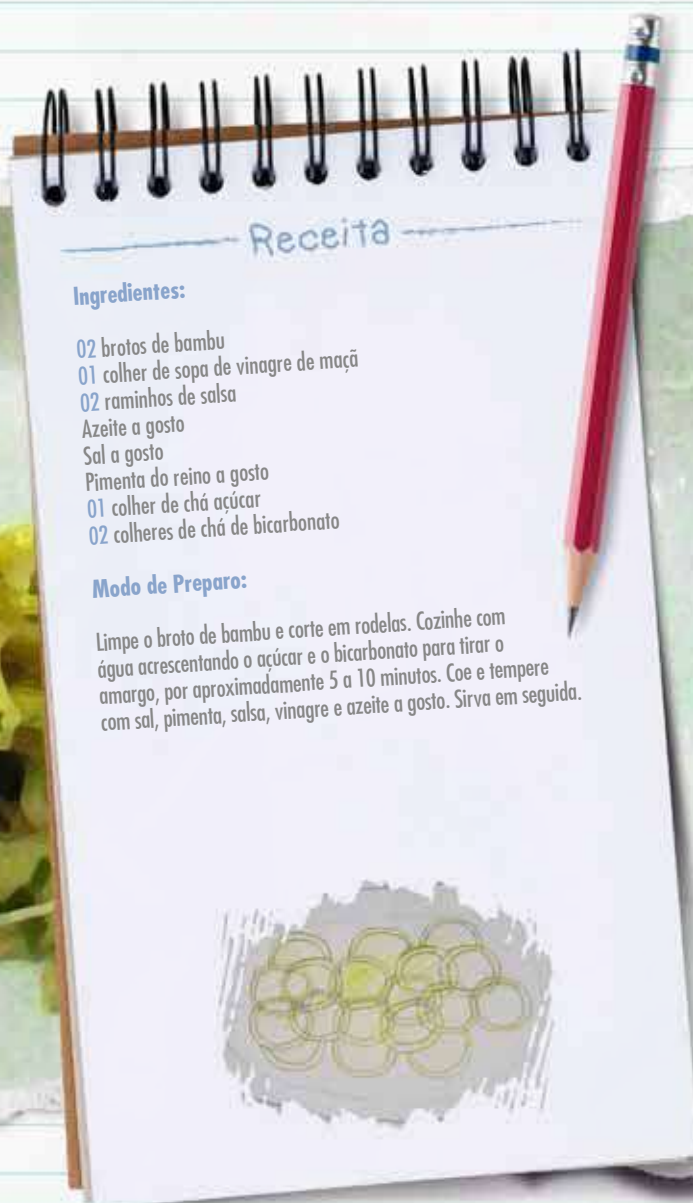 Receita
Ingredientes:
02 brotos de bambu
01 colher de sopa de vinagre de maçã
02 raminhos de salsa
Azeite a gosto
Sal a gosto
Pimenta do reino a gosto
01 colher de chá açúcar
02 colheres de chá de bicarbonato
Modo de Preparo:
Limpe o broto de bambu e corte em rodelas. Cozinhe com
água acrescentando o açúcar e o bicarbonato para tirar o
amargo, por aproximadamente 5 a 10 minutos. Coe e tempere
com sal, pimenta, salsa, vinagre e azeite a gosto. Sirva em seguida.